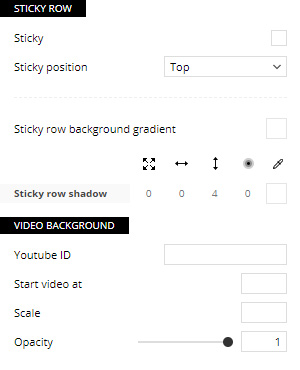 STICKY ROW
Sticky
Sticky position Top
Sticky row background gradient
Sticky row shadow 0 0 4 0
VIDEO BACKGROUND
Youtube ID
Start video at
Scale
Opacity 1